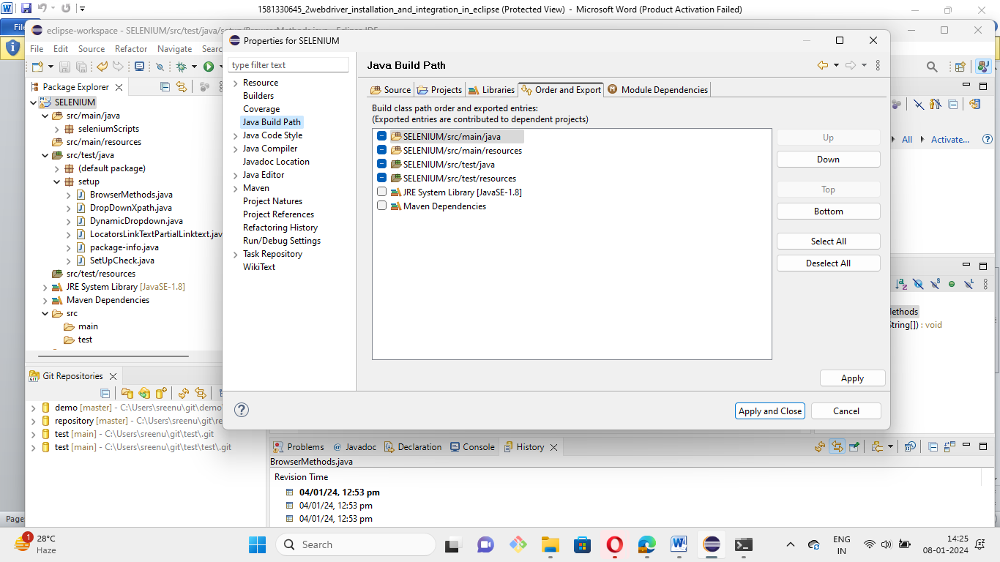 1581330645_2webdriver_installation_and_integration_in_eclipse (Protected View) - Microsoft Word (Product Activation Failed)
File
eclipse-workspace - SELENIUM/src/test/java/setup/BrowserMethods.java - Eclipse IDE
File Edit Source Refactor Navigate Searc
Package Explorer
SELENIUM
src/main/java
seleniumScripts
src/main/resources
src/test/java
(default package)
setup
BrowserMethods.java
DropDownXpath.java
DynamicDropdown.java
LocatorsLinkTextPartialLinktext.jav
package-info.java
SetUpCheck.java
src/test/resources
JRE System Library [JavaSE-1.8]
Maven Dependencies
src
main
test
Git Repositories
demo [master] - C:\Users\sreenu\git\demo\
repository [master] - C:\Users\sreenu\git\re
test [main] - C:\Users\sreenu\git\test\.git
test [main] - C:\Users\sreenu\git\test\test\.git
Properties for SELENIUM
type filter text
Resource
Builders
Coverage
Java Build Path
Java Code Style
Java Compiler
Javadoc Location
Java Editor
Maven
Project Natures
Project References
Refactoring History
Run/Debug Settings
Task Repository
WikiText
Java Build Path
Source Projects Libraries Order and Export Module Dependencies
Build class path order and exported entries:
(Exported entries are contributed to dependent projects)
SELENIUM/src/main/java
SELENIUM/src/main/resources
SELENIUM/src/test/java
SELENIUM/src/test/resources
JRE System Library [JavaSE-1.8]
Maven Dependencies
Up
Down
Top
Bottom
Select All
Deselect All
Apply
Apply and Close Cancel
All Activate...
lethods
String[]) : void
Problems Javadoc Declaration Console History
BrowserMethods.java
Revision Time
04/01/24, 12:53 pm
04/01/24, 12:53 pm
04/01/24, 12:53 pm
Page
1
28°C
Haze
Search
ENG
IN
14:25
08-01-2024